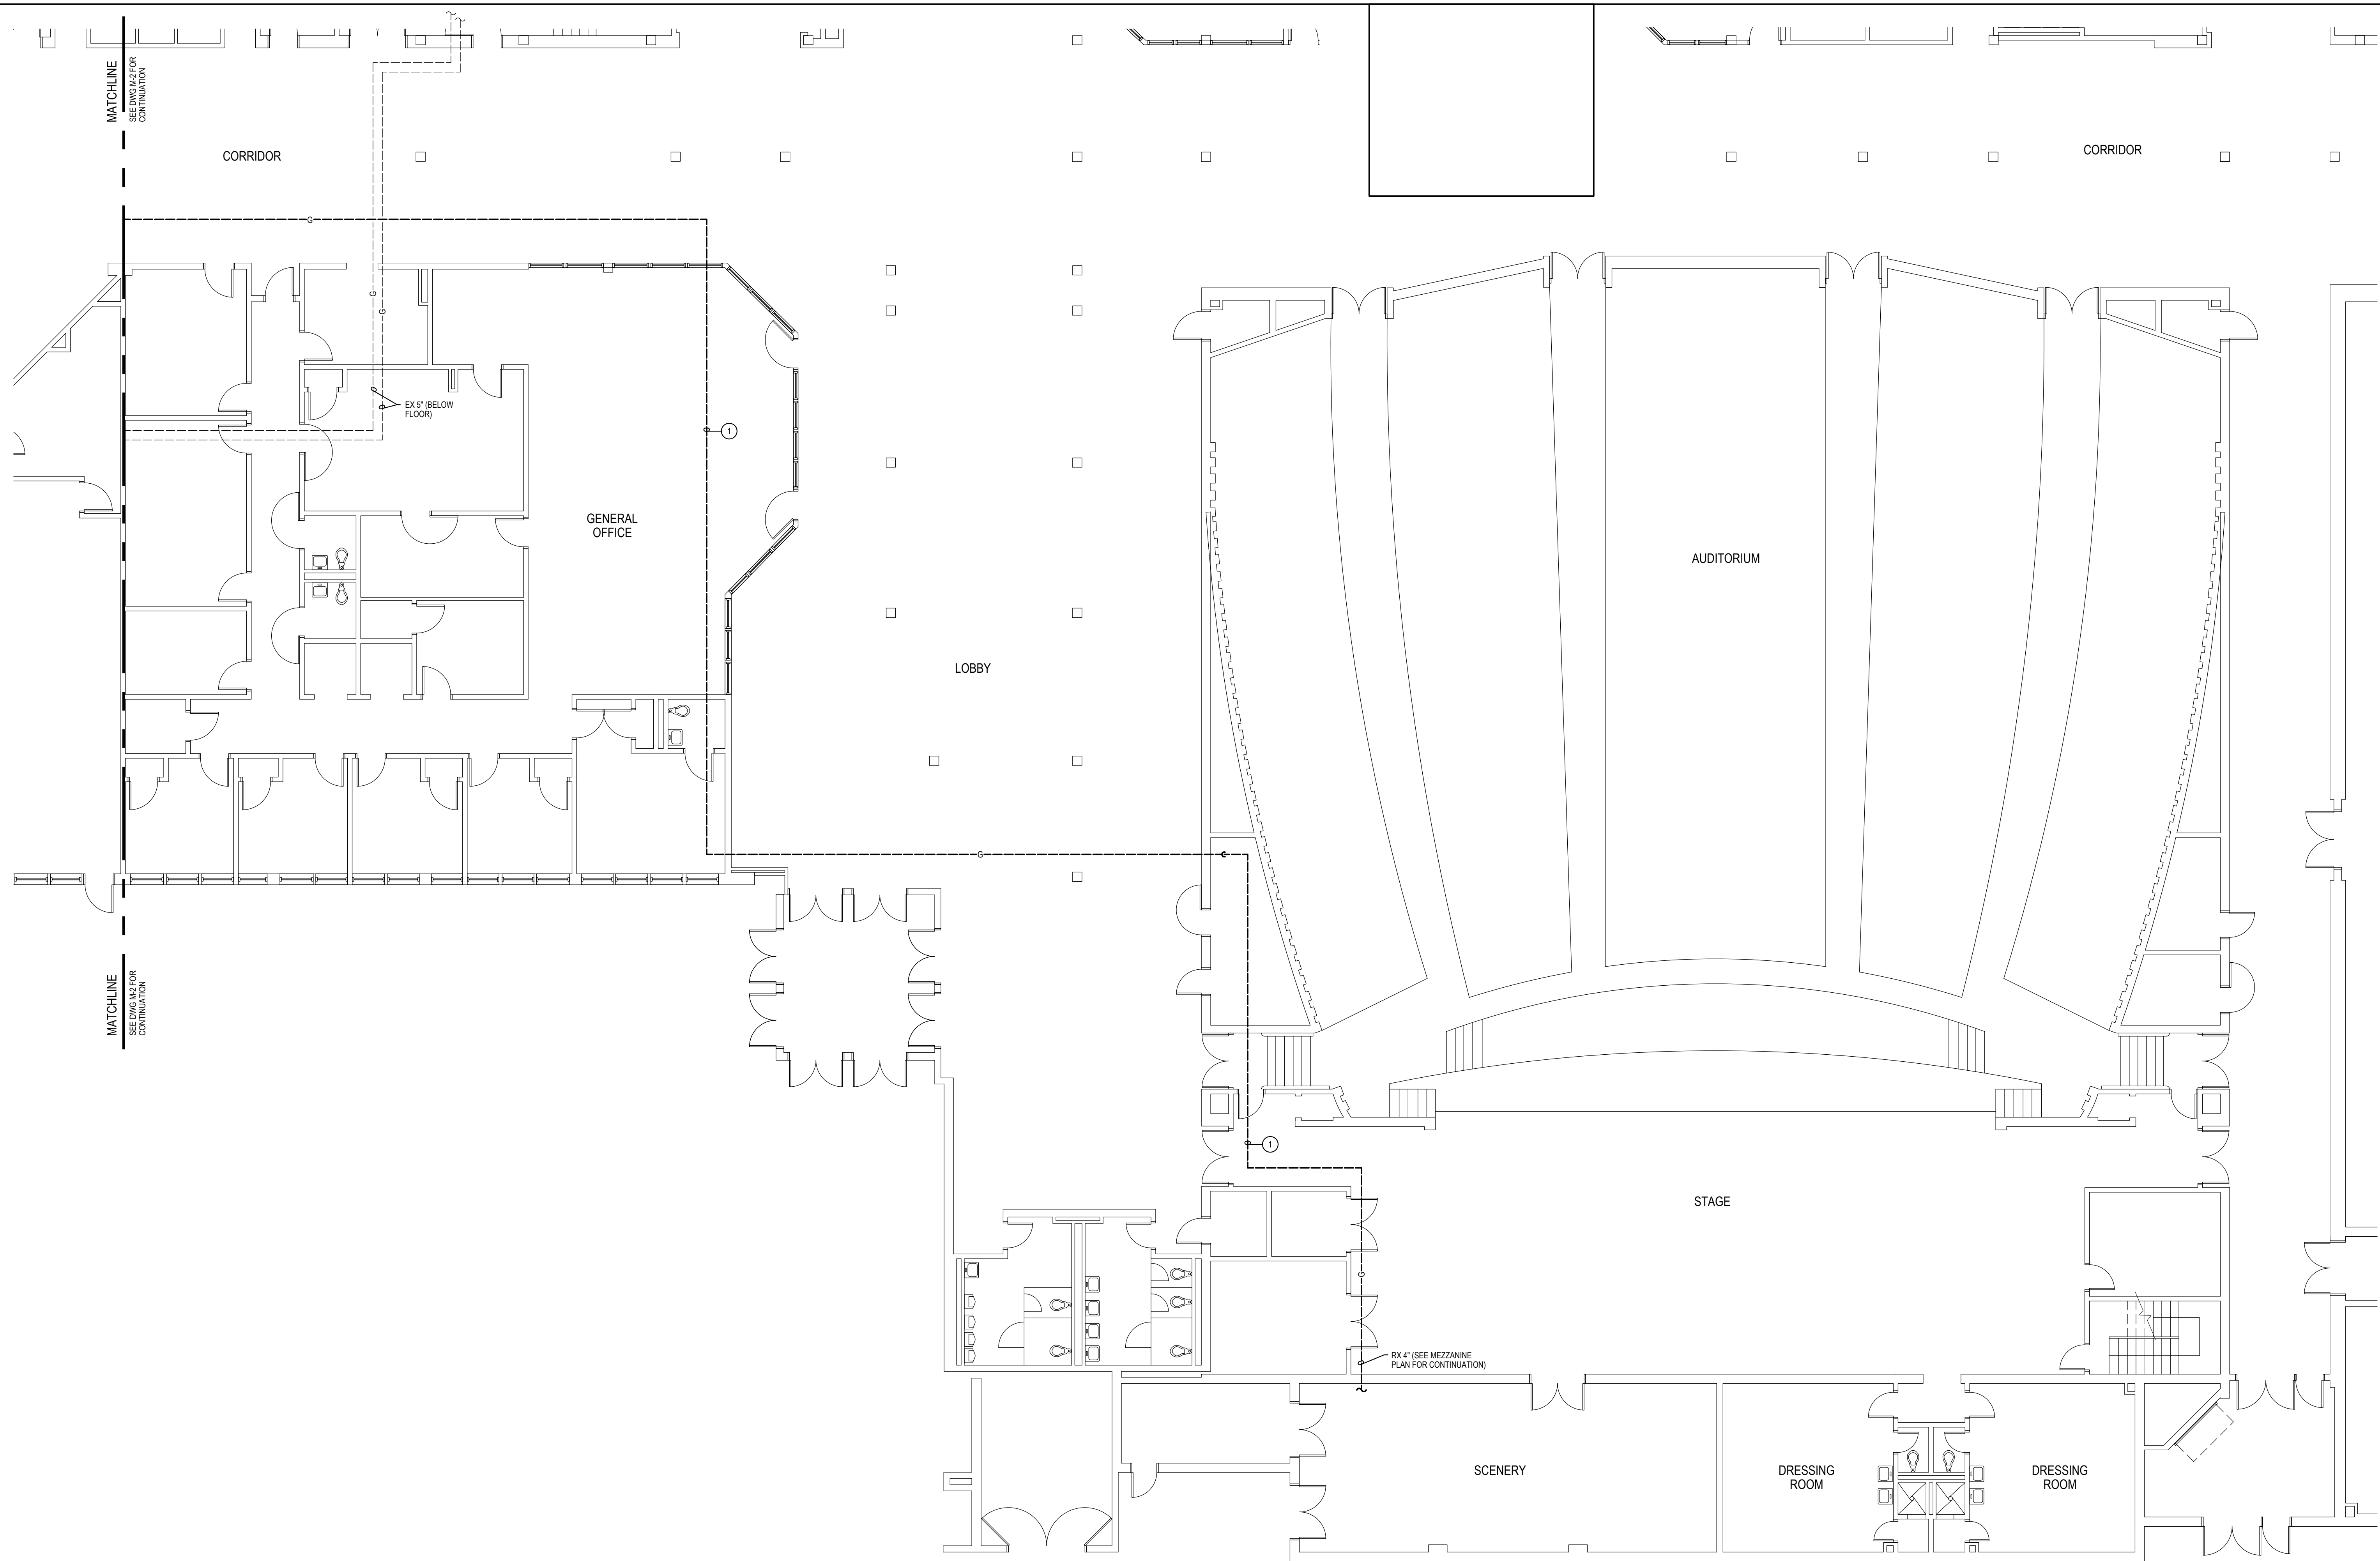 MATCHLINE
SEE DWG M-2 FOR
CONTINUATION
CORRIDOR
CORRIDOR
G
G
G
EX 5" (BELOW
FLOOR)
1
GENERAL
OFFICE
AUDITORIUM
LOBBY
G
MATCHLINE
SEE DWG M-2 FOR
CONTINUATION
1
STAGE
G
RX 4" (SEE MEZZANINE
PLAN FOR CONTINUATION)
SCENERY
DRESSING
ROOM
DRESSING
ROOM